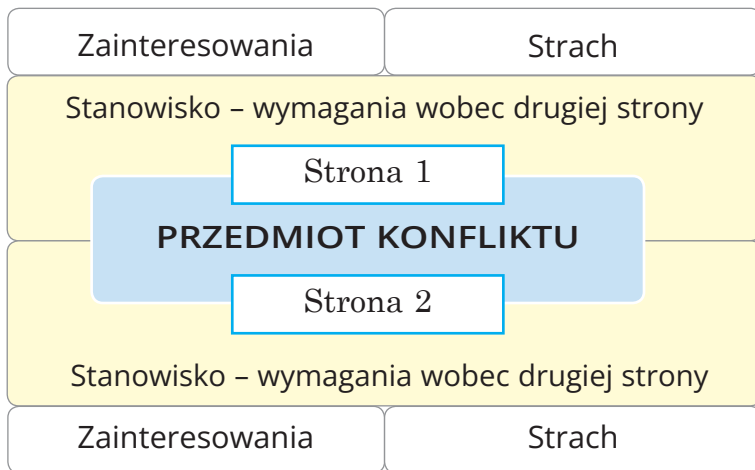 Zainteresowania
Strach
Stanowisko – wymagania wobec drugiej strony
Strona 1
PRZEDMIOT KONFLIKTU
Strona 2
Stanowisko – wymagania wobec drugiej strony
Zainteresowania
Strach